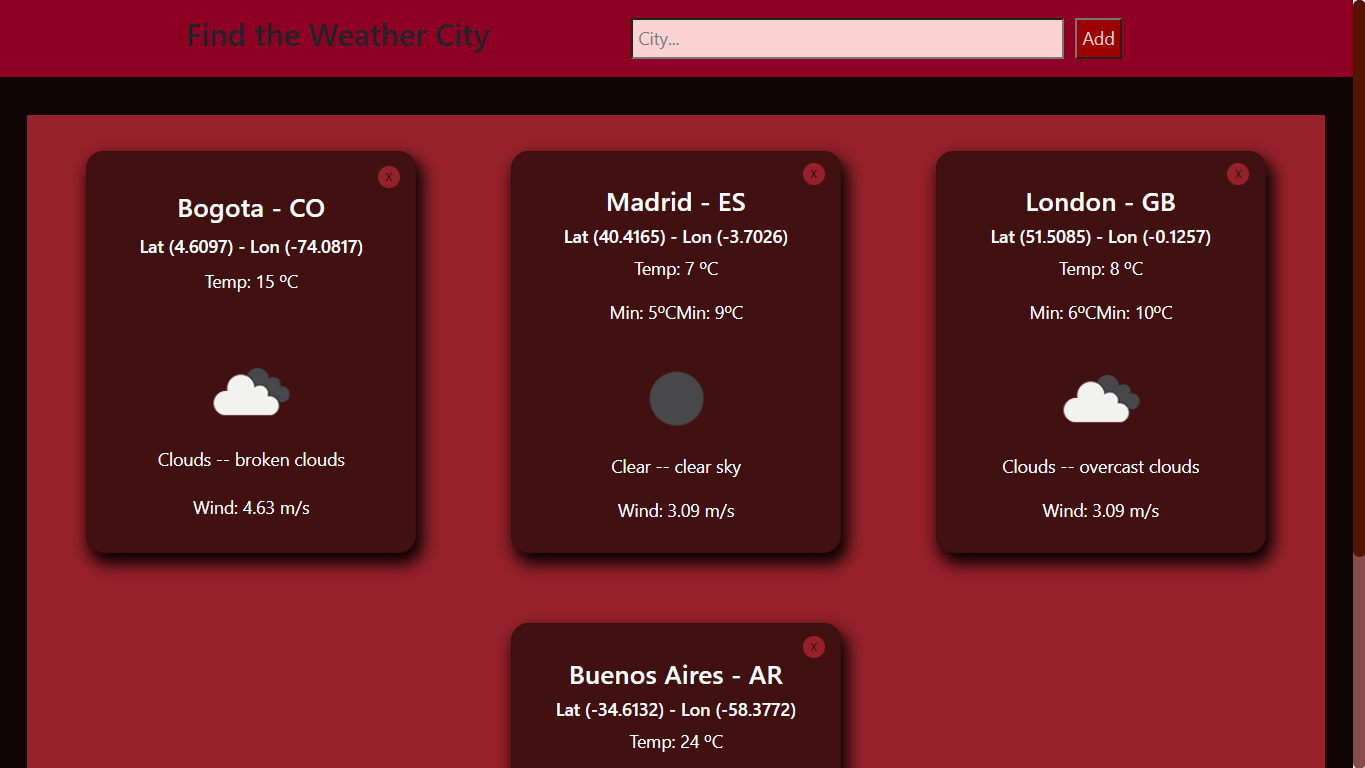 Find the Weather City
City...
Add
X
Bogota - CO
Lat (4.6097) - Lon (-74.0817)
Temp: 15 ºC
Clouds -- broken clouds
Wind: 4.63 m/s
X
Madrid - ES
Lat (40.4165) - Lon (-3.7026)
Temp: 7 ºC
Min: 5ºCMin: 9ºC
Clear -- clear sky
Wind: 3.09 m/s
X
London - GB
Lat (51.5085) - Lon (-0.1257)
Temp: 8 ºC
Min: 6ºCMin: 10ºC
Clouds -- overcast clouds
Wind: 3.09 m/s
X
Buenos Aires - AR
Lat (-34.6132) - Lon (-58.3772)
Temp: 24 ºC